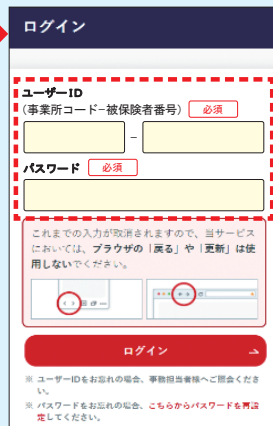 ログイン
ユーザーID
(事業所コード−被保険者番号) 必須
−
パスワード 必須
これまでの入力が取消されますので、当サービス
においては、ブラウザの「戻る」や「更新」は使
用しないでください。
ログイン
※ ユーザーIDをお忘れの場合、事務担当者様へご照会くださ
い。
※ パスワードをお忘れの場合、こちらからパスワードを再設
定してください。